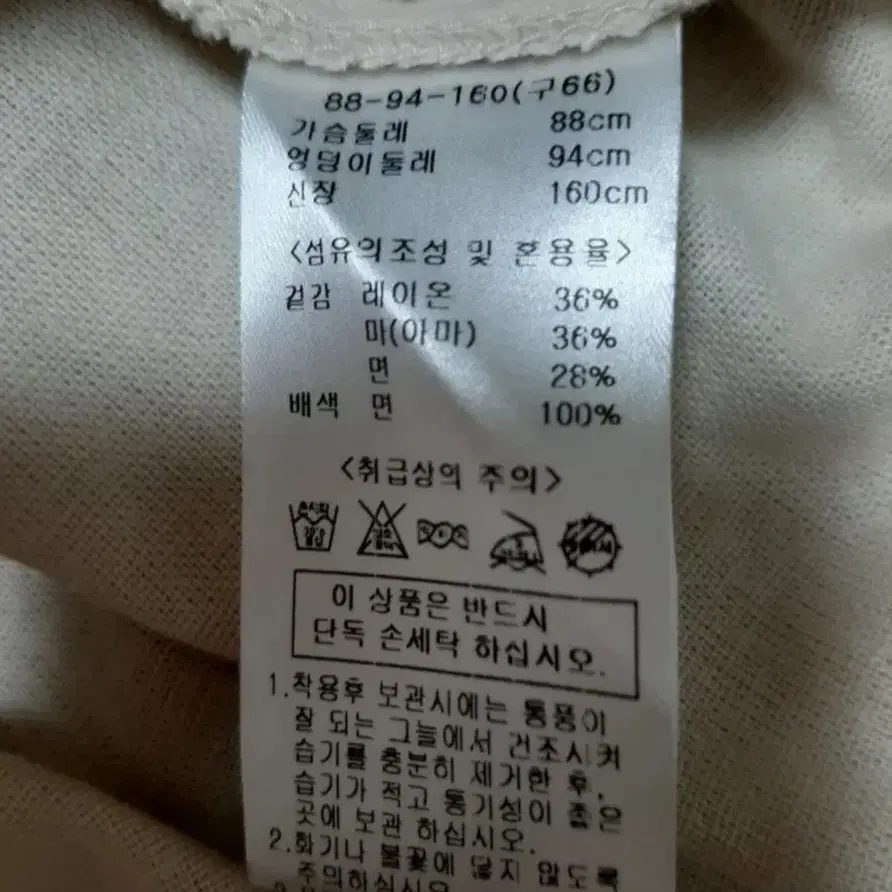 88-94-160(구66)
가슴둘레 88cm
엉덩이둘레 94cm
신장 160cm
<섬유의조성 및 혼용율>
겉감 레이온 36%
마(아마) 36%
면 28%
배색 면 100%
<취급상의 주의>
이 상품은 반드시
단독 손세탁 하십시오.
1.착용후 보관시에는 통풍이
잘 되는 그늘에서 건조시켜
습기를 충분히 제거한 후,
습기가 적고 통기성이 좋은
곳에 보관 하십시오.
2.화기나 불꽃에 닿지 않도록
주의하십시오